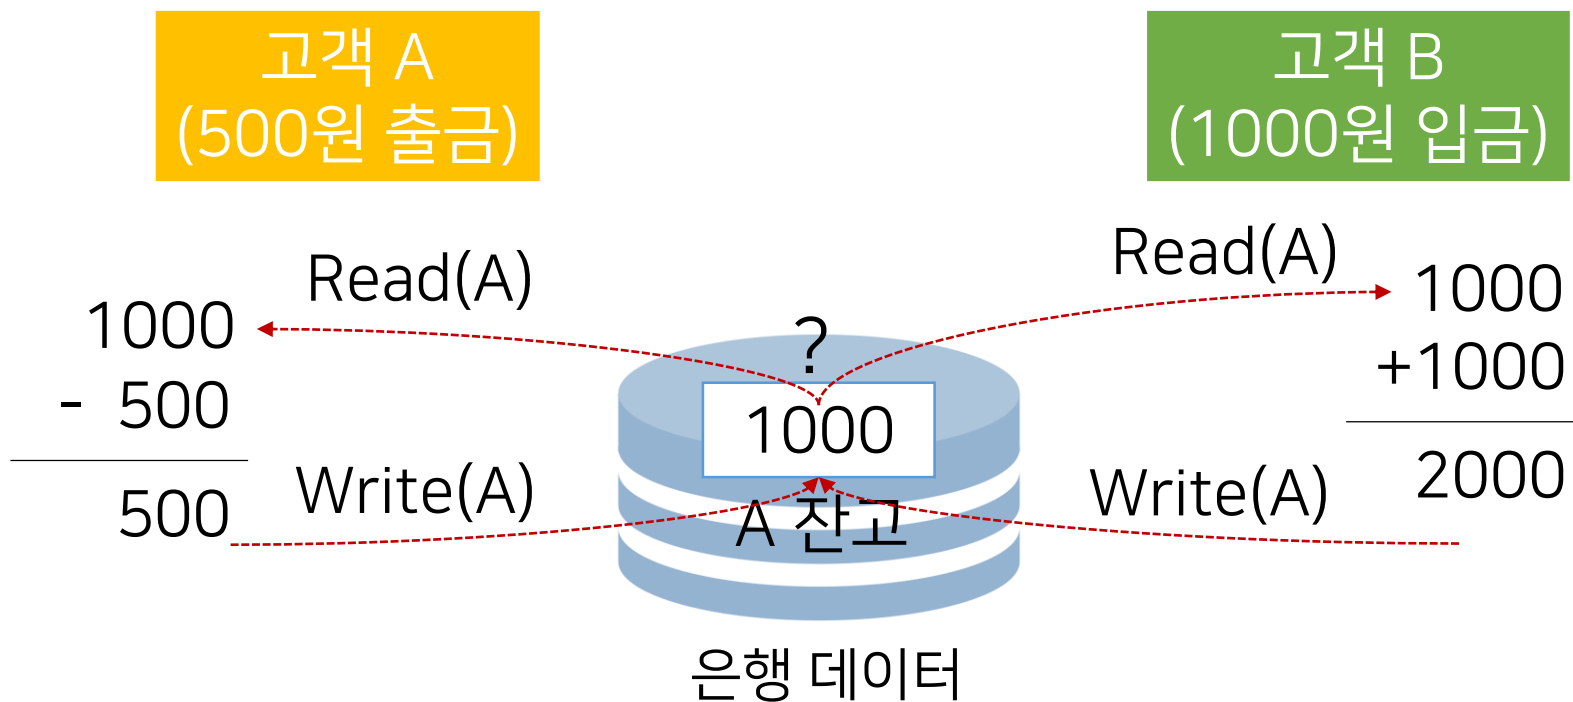 고객 A
(500원 출금)
고객 B
(1000원 입금)
Read(A)
1000
- 500
500
Write(A)
?
1000
A 잔고
은행 데이터
Read(A)
1000
+1000
2000
Write(A)